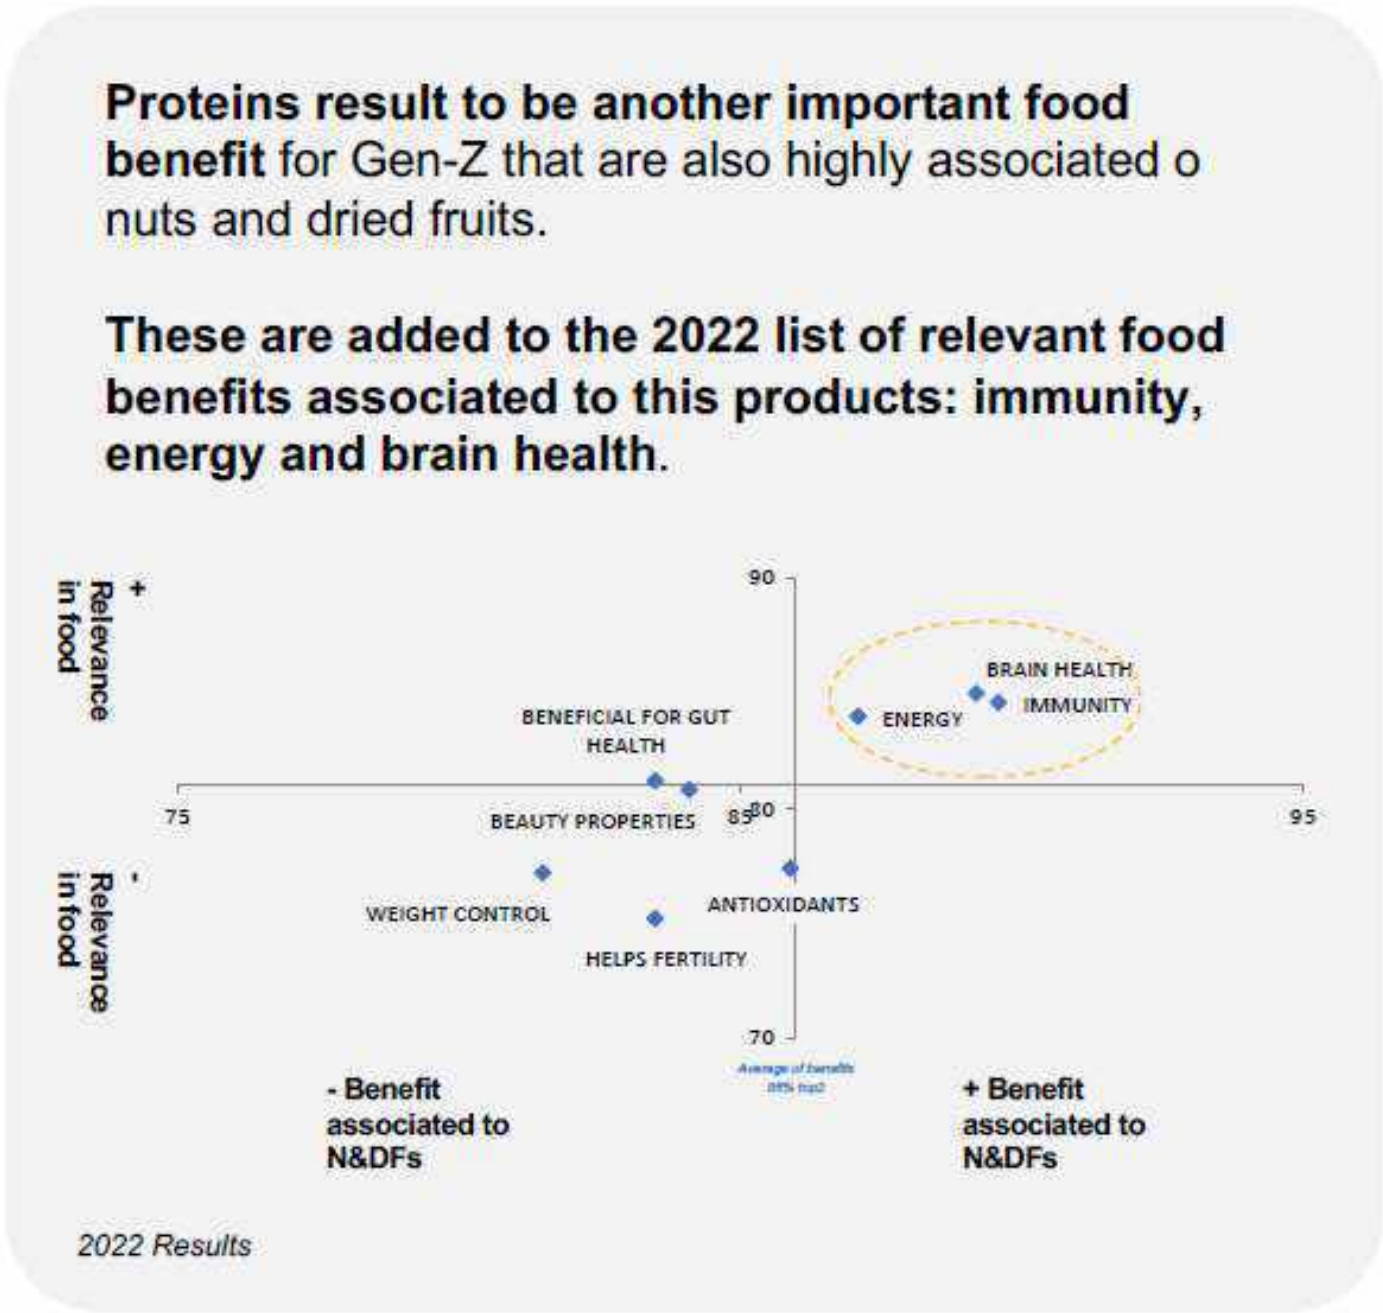 Proteins result to be another important food
benefit for Gen-Z that are also highly associated o
nuts and dried fruits.
These are added to the 2022 list of relevant food
benefits associated to this products: immunity,
energy and brain health.
+
Relevance
in food
90
BRAIN HEALTH
IMMUNITY
ENERGY
BENEFICIAL FOR GUT
HEALTH
75
BEAUTY PROPERTIES
85
80
95
-
Relevance
in food
WEIGHT CONTROL
ANTIOXIDANTS
HELPS FERTILITY
70
Average of benefits
top2
- Benefit
associated to
N&DFs
+ Benefit
associated to
N&DFs
2022 Results